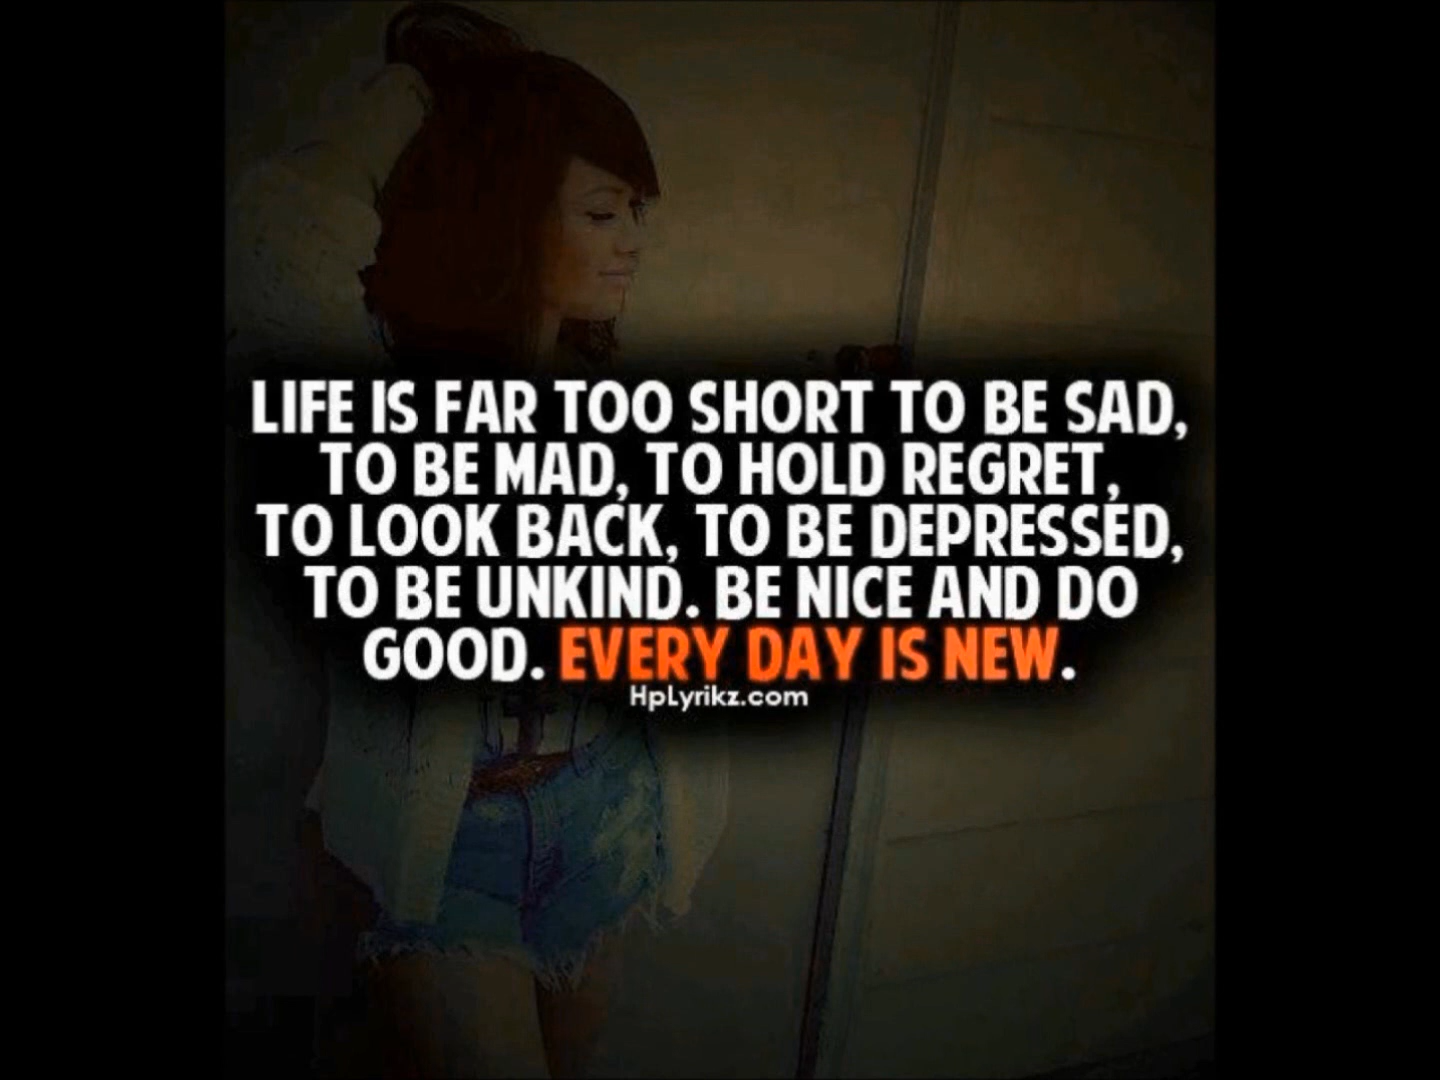 LIFE IS FAR TOO SHORT TO BE SAD,
TO BE MAD, TO HOLD REGRET,
TO LOOK BACK, TO BE DEPRESSED,
TO BE UNKIND. BE NICE AND DO
GOOD. EVERY DAY IS NEW.
HpLyrikz.com